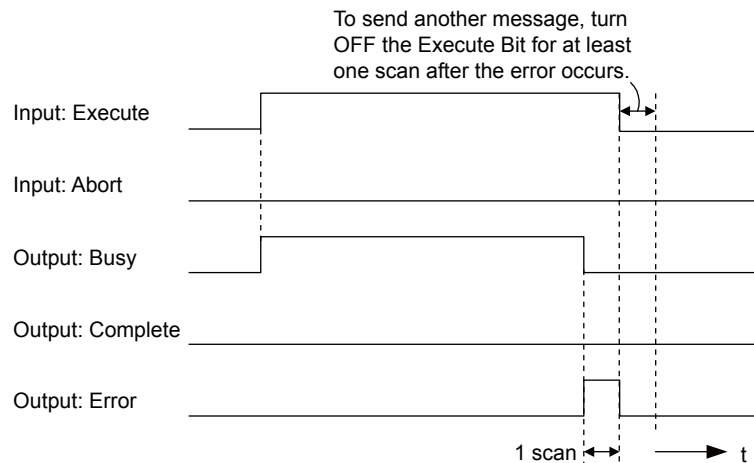 To send another message, turn
OFF the Execute Bit for at least
one scan after the error occurs.
Input: Execute
Input: Abort
Output: Busy
Output: Complete
Output: Error
1 scan
t